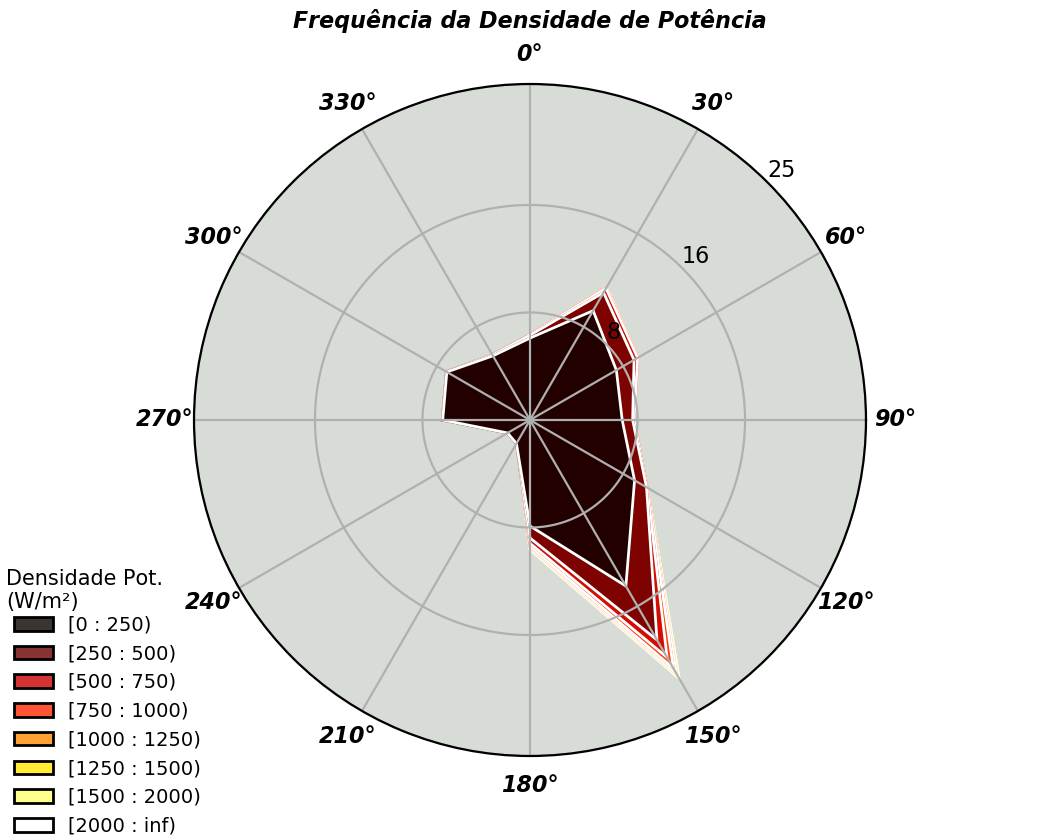 Frequência da Densidade de Potência
0°
330°
30°
25
300°
60°
16
8
270°
90°
240°
120°
210°
150°
180°
Densidade Pot.
(W/m²)
[0 : 250)
[250 : 500)
[500 : 750)
[750 : 1000)
[1000 : 1250)
[1250 : 1500)
[1500 : 2000)
[2000 : inf)